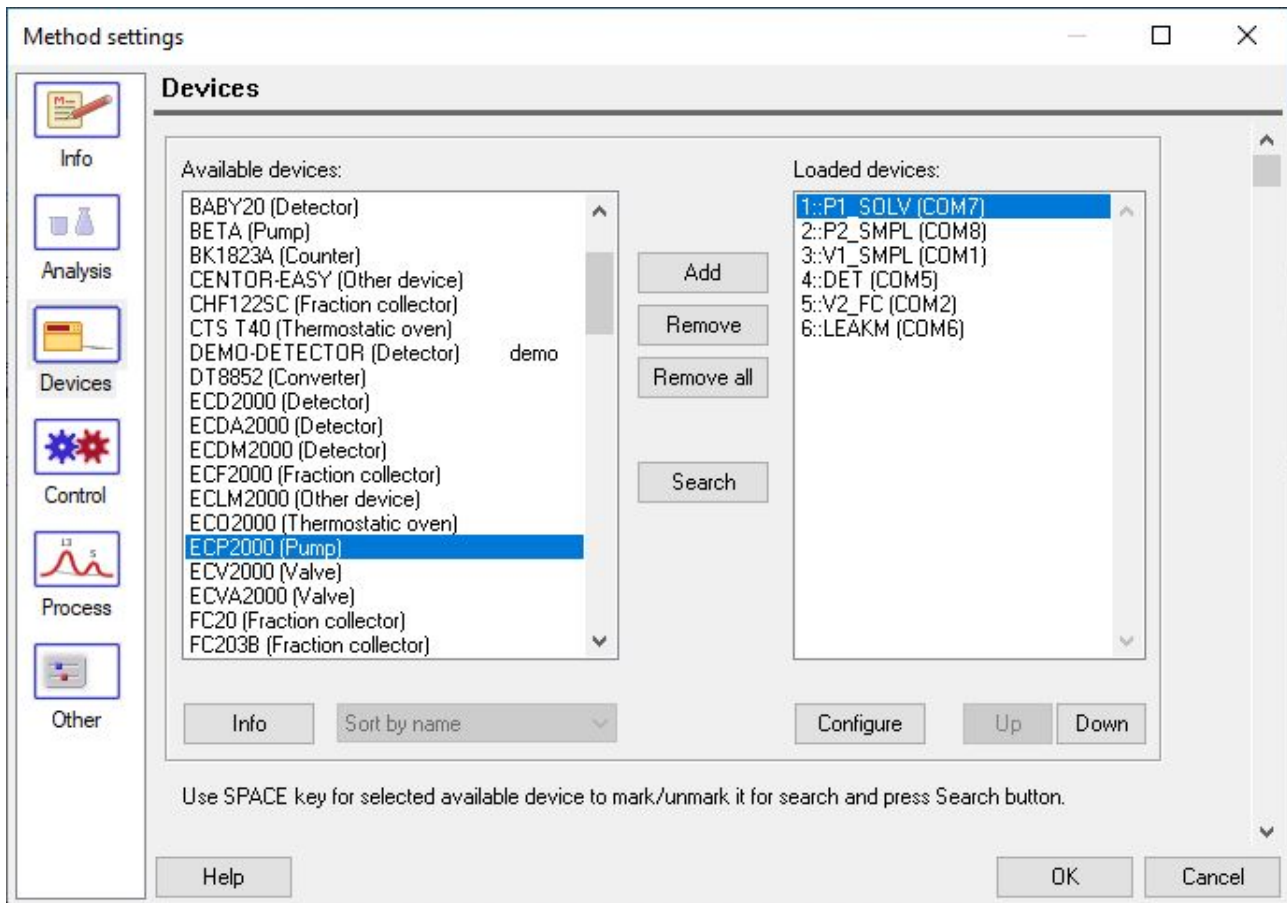 Method settings
Devices
Info
Analysis
Devices
Control
Process
Other
Available devices:
BABY20 (Detector)
BETA (Pump)
BK1823A (Counter)
CENTOR-EASY (Other device)
CHF122SC (Fraction collector)
CTS T40 (Thermostatic oven)
DEMO-DETECTOR (Detector) demo
DT8852 (Converter)
ECD2000 (Detector)
ECDA2000 (Detector)
ECDM2000 (Detector)
ECF2000 (Fraction collector)
ECLM2000 (Other device)
ECO2000 (Thermostatic oven)
ECP2000 (Pump)
ECV2000 (Valve)
ECVA2000 (Valve)
FC20 (Fraction collector)
FC203B (Fraction collector)
Add
Remove
Remove all
Search
Loaded devices:
1::P1_SOLV (COM7)
2::P2_SMPL (COM8)
3::V1_SMPL (COM1)
4::DET (COM5)
5::V2_FC (COM2)
6::LEAKM (COM6)
Info
Sort by name
Configure
Up
Down
Use SPACE key for selected available device to mark/unmark it for search and press Search button.
Help
OK
Cancel